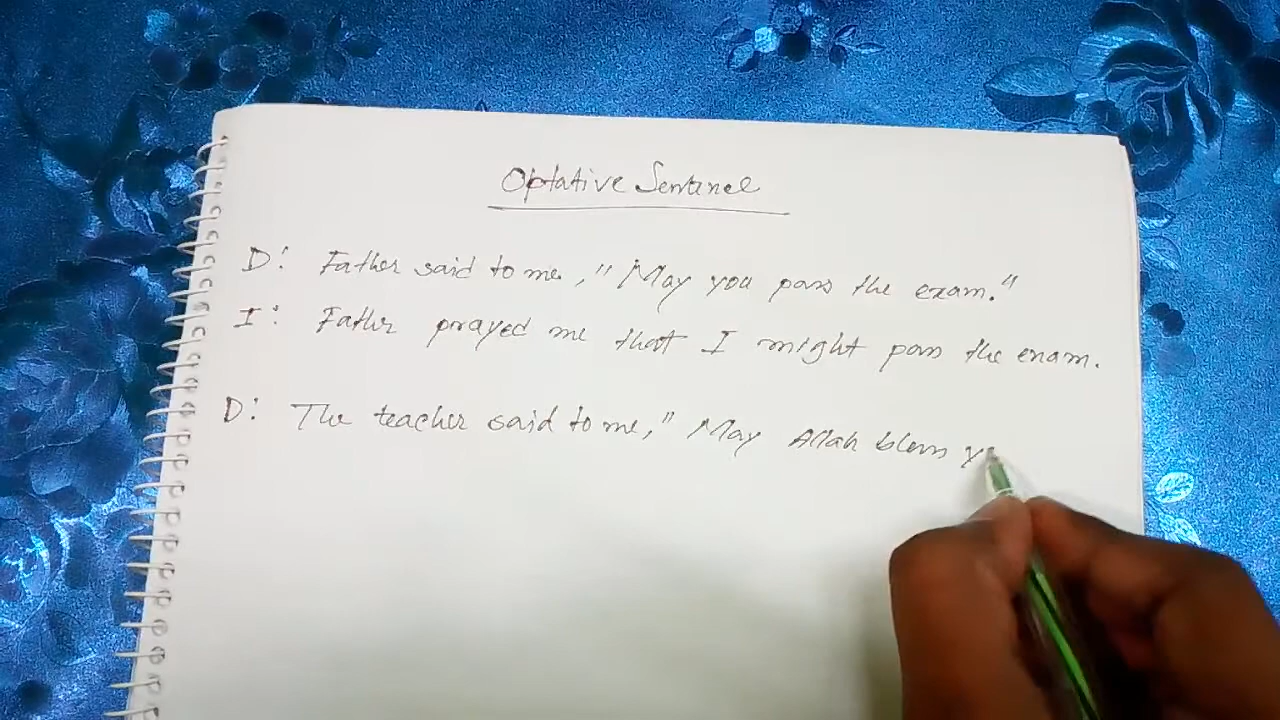 Optative Sentence
D: Father said to me, "May you pass the exam."
I: Father prayed me that I might pass the exam.
D: The teacher said to me, "May Allah bless y